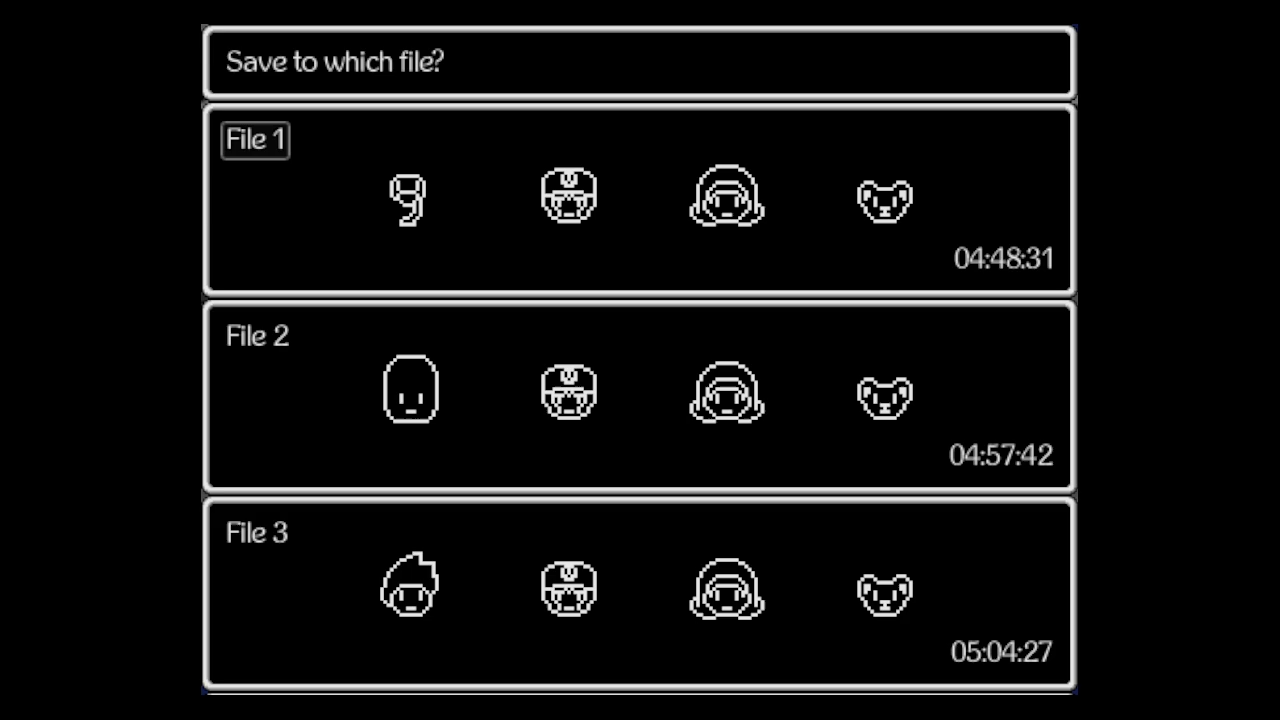 Save to which file?
File 1
04:48:31
File 2
04:57:42
File 3
05:04:27